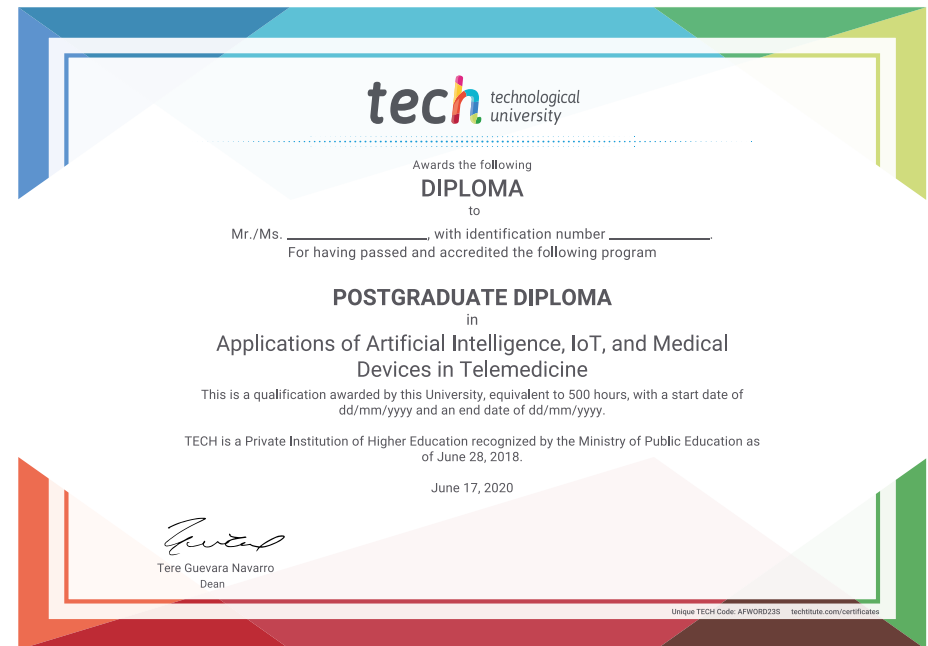 tech technological
university
Awards the following
DIPLOMA
to
Mr./Ms. ____________________, with identification number ______________.
For having passed and accredited the following program
POSTGRADUATE DIPLOMA
in
Applications of Artificial Intelligence, IoT, and Medical
Devices in Telemedicine
This is a qualification awarded by this University, equivalent to 500 hours, with a start date of
dd/mm/yyyy and an end date of dd/mm/yyyy.
TECH is a Private Institution of Higher Education recognized by the Ministry of Public Education as
of June 28, 2018.
June 17, 2020
Tere Guevara Navarro
Dean
Unique TECH Code: AFWORD23S techtitute.com/certificates